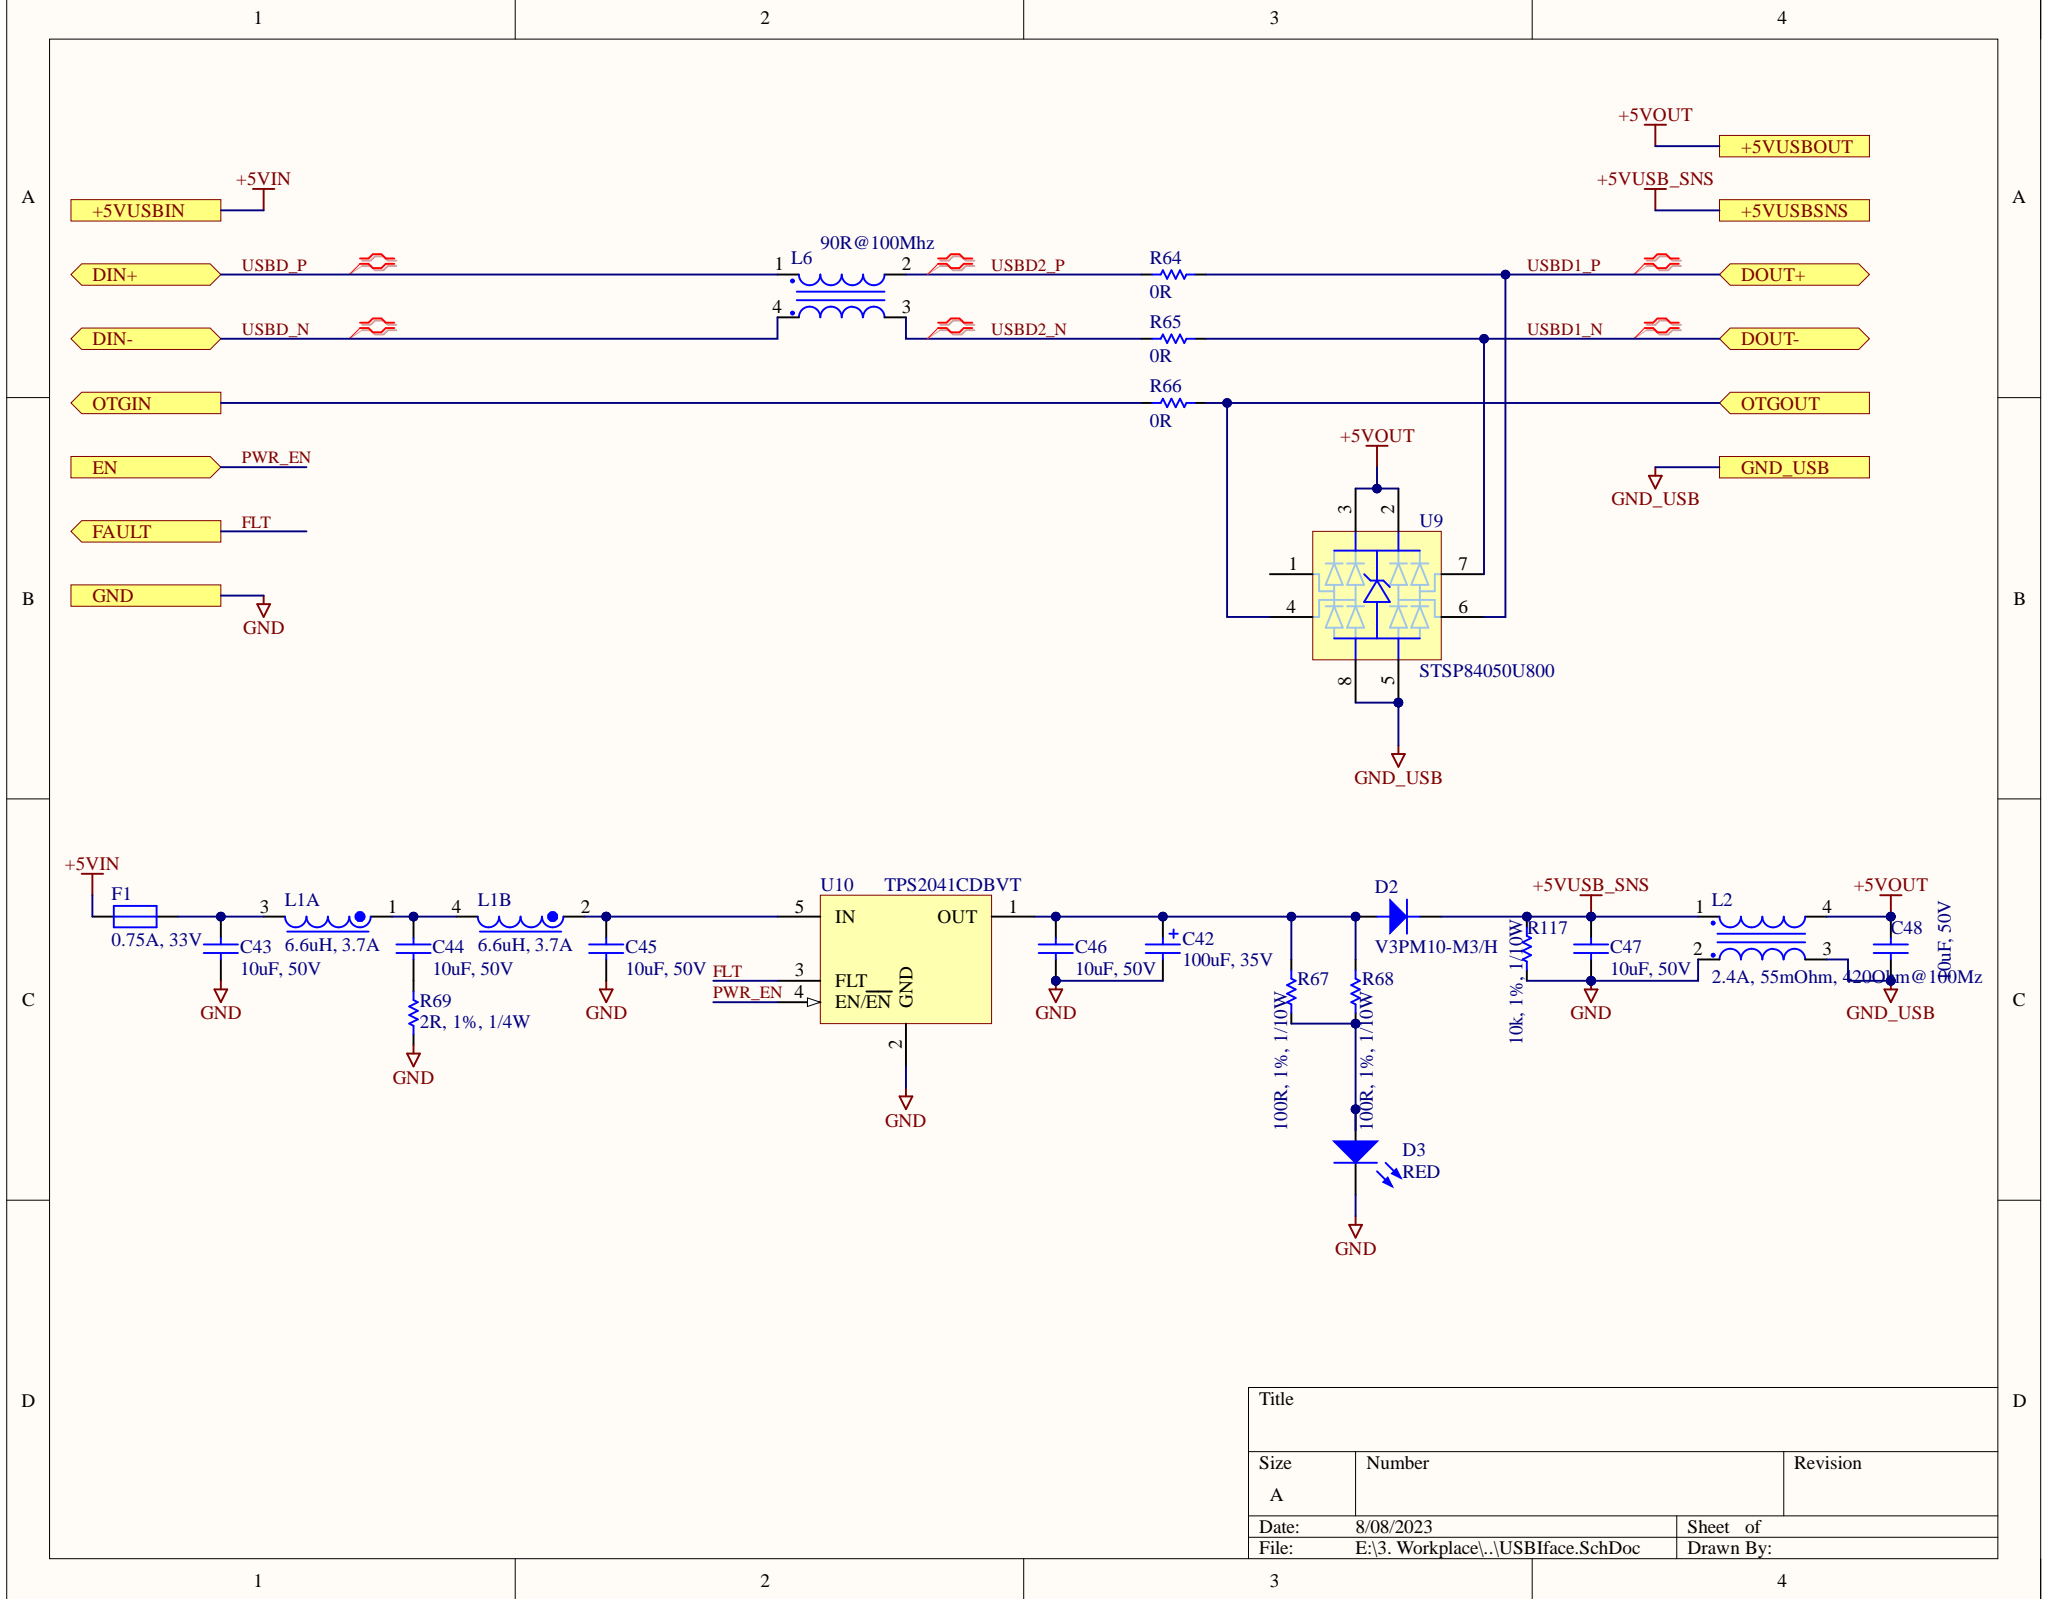 1 2 3 4
A A
B B
C C
D D
+5VOUT
+5VUSBOUT
+5VIN
+5VUSB_SNS
+5VUSBIN
+5VUSBSNS
90R@100Mhz
DIN+ USBD_P 1 L6 2 USBD2_P R64 0R USBD1_P DOUT+
DIN- USBD_N 4 3 USBD2_N R65 0R USBD1_N DOUT-
OTGIN R66 0R OTGOUT
EN PWR_EN
+5VOUT
GND_USB
GND_USB
FAULT FLT
GND
GND
3 2 U9
1 7
4 6
8 5
STSP84050U800
GND_USB
+5VIN
F1
0.75A, 33V
C43
10uF, 50V
GND
3 L1A 1
6.6uH, 3.7A
C44
10uF, 50V
R69
2R, 1%, 1/4W
GND
4 L1B 2
6.6uH, 3.7A
C45
10uF, 50V
GND
U10 TPS2041CDBVT
5 IN OUT 1
FLT 3 FLT
PWR_EN 4 EN/EN
GND
2
GND
C46
10uF, 50V
GND
C42
100uF, 35V
R67
100R, 1%, 1/10W
R68
100R, 1%, 1/10W
D2
V3PM10-M3/H
D3
RED
GND
+5VUSB_SNS
R117
10k, 1%, 1/10W
C47
10uF, 50V
GND
L2
1 4
2 3
2.4A, 55mOhm, 420Ohm@100Mz
+5VOUT
C48
10uF, 50V
GND_USB
Title
Size Number Revision
A
Date: 8/08/2023 Sheet of
File: E:\3. Workplace\..\USBIface.SchDoc Drawn By:
1 2 3 4